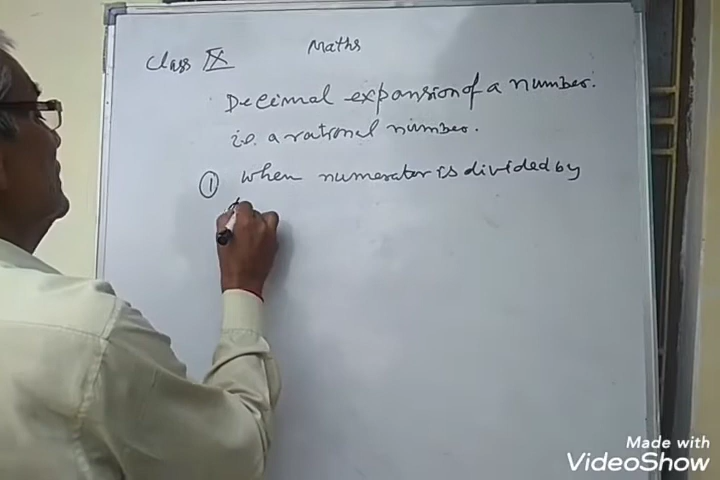 Class IX Maths
Decimal expansion of a number.
i.e. a rational number.
① when numerator is divided by
Made with
VideoShow